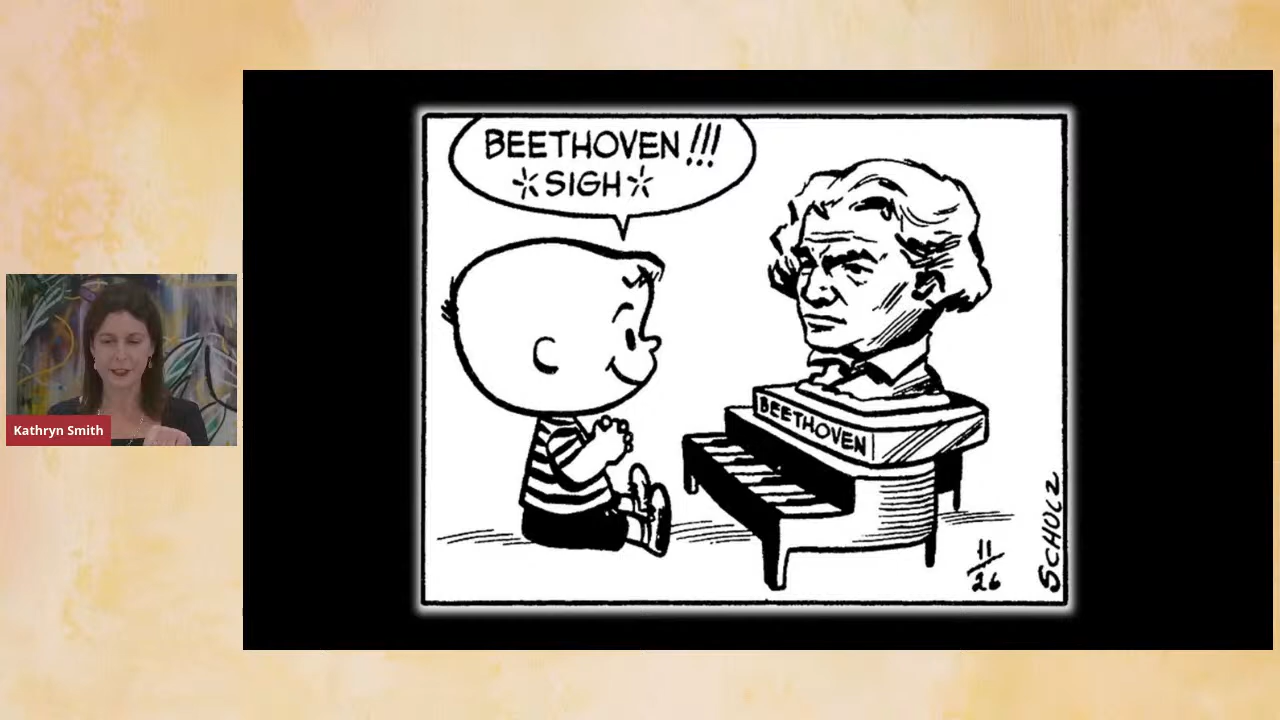 BEETHOVEN!!!
*SIGH*
BEETHOVEN
11/26
SCHULZ
Kathryn Smith